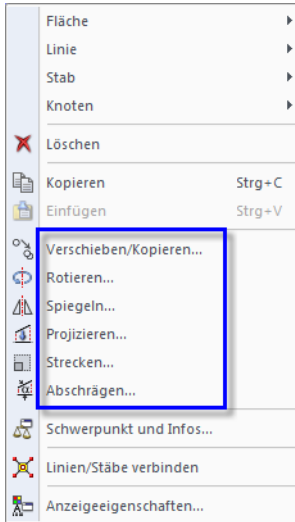 Fläche
Linie
Stab
Knoten
Löschen
Kopieren Strg+C
Einfügen Strg+V
Verschieben/Kopieren...
Rotieren...
Spiegeln...
Projizieren...
Strecken...
Abschrägen...
Schwerpunkt und Infos...
Linien/Stäbe verbinden
Anzeigeeigenschaften...